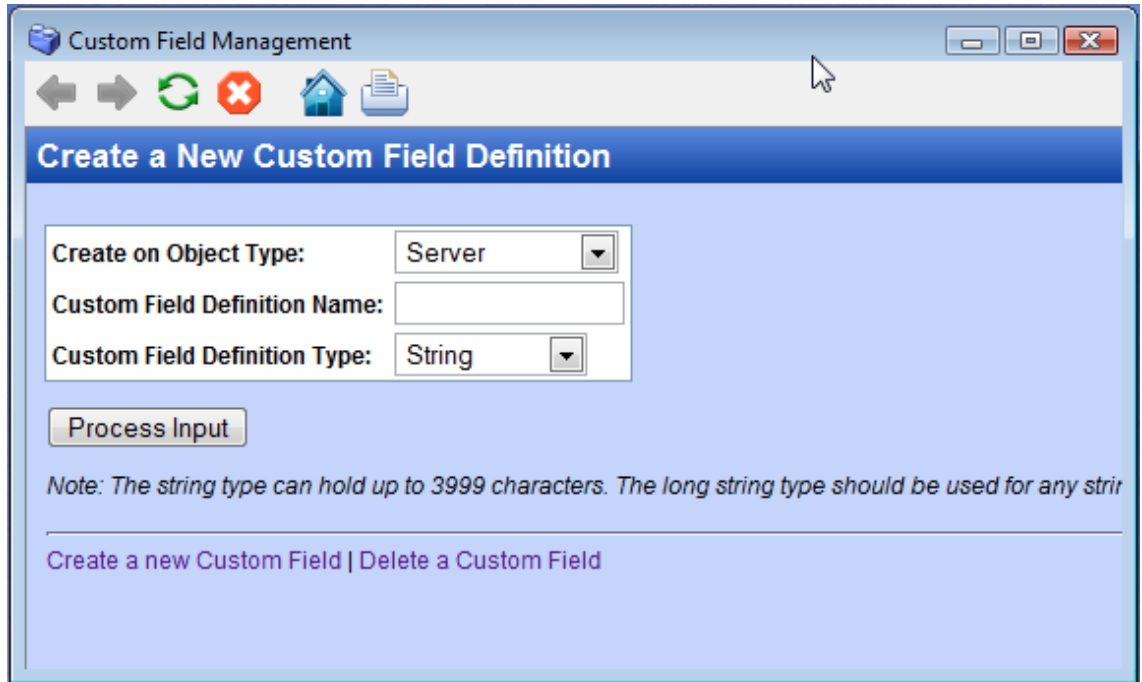 Custom Field Management
Create a New Custom Field Definition
Create on Object Type: Server
Custom Field Definition Name:
Custom Field Definition Type: String
Process Input
Note: The string type can hold up to 3999 characters. The long string type should be used for any
Create a new Custom Field | Delete a Custom Field